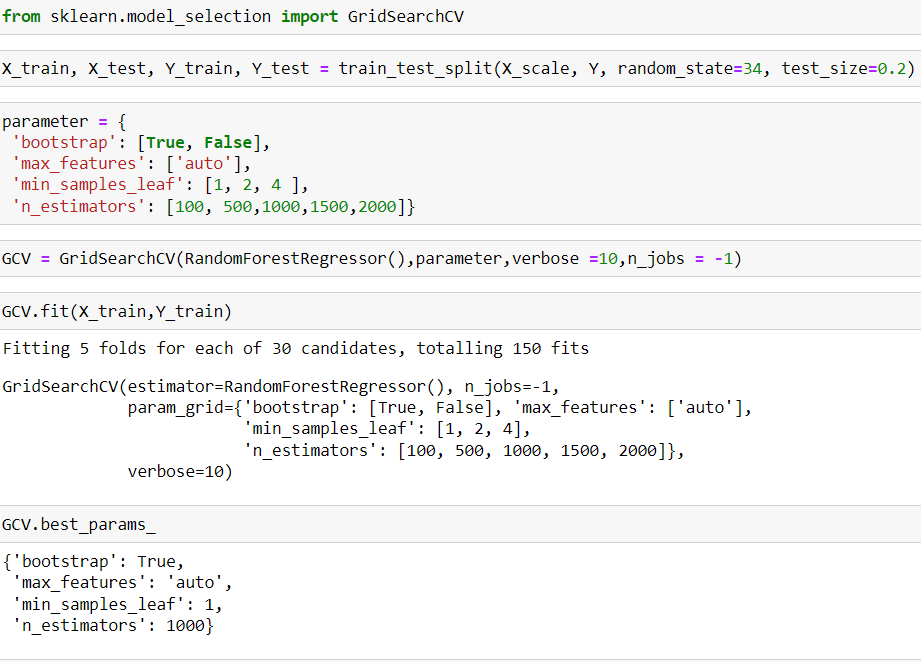 from sklearn.model_selection import GridSearchCV
X_train, X_test, Y_train, Y_test = train_test_split(X_scale, Y, random_state=34, test_size=0.2)
parameter = {
 'bootstrap': [True, False],
 'max_features': ['auto'],
 'min_samples_leaf': [1, 2, 4 ],
 'n_estimators': [100, 500,1000,1500,2000]}
GCV = GridSearchCV(RandomForestRegressor(),parameter,verbose =10,n_jobs = -1)
GCV.fit(X_train,Y_train)
Fitting 5 folds for each of 30 candidates, totalling 150 fits
GridSearchCV(estimator=RandomForestRegressor(), n_jobs=-1,
             param_grid={'bootstrap': [True, False], 'max_features': ['auto'],
                         'min_samples_leaf': [1, 2, 4],
                         'n_estimators': [100, 500, 1000, 1500, 2000]},
             verbose=10)
GCV.best_params_
{'bootstrap': True,
 'max_features': 'auto',
 'min_samples_leaf': 1,
 'n_estimators': 1000}